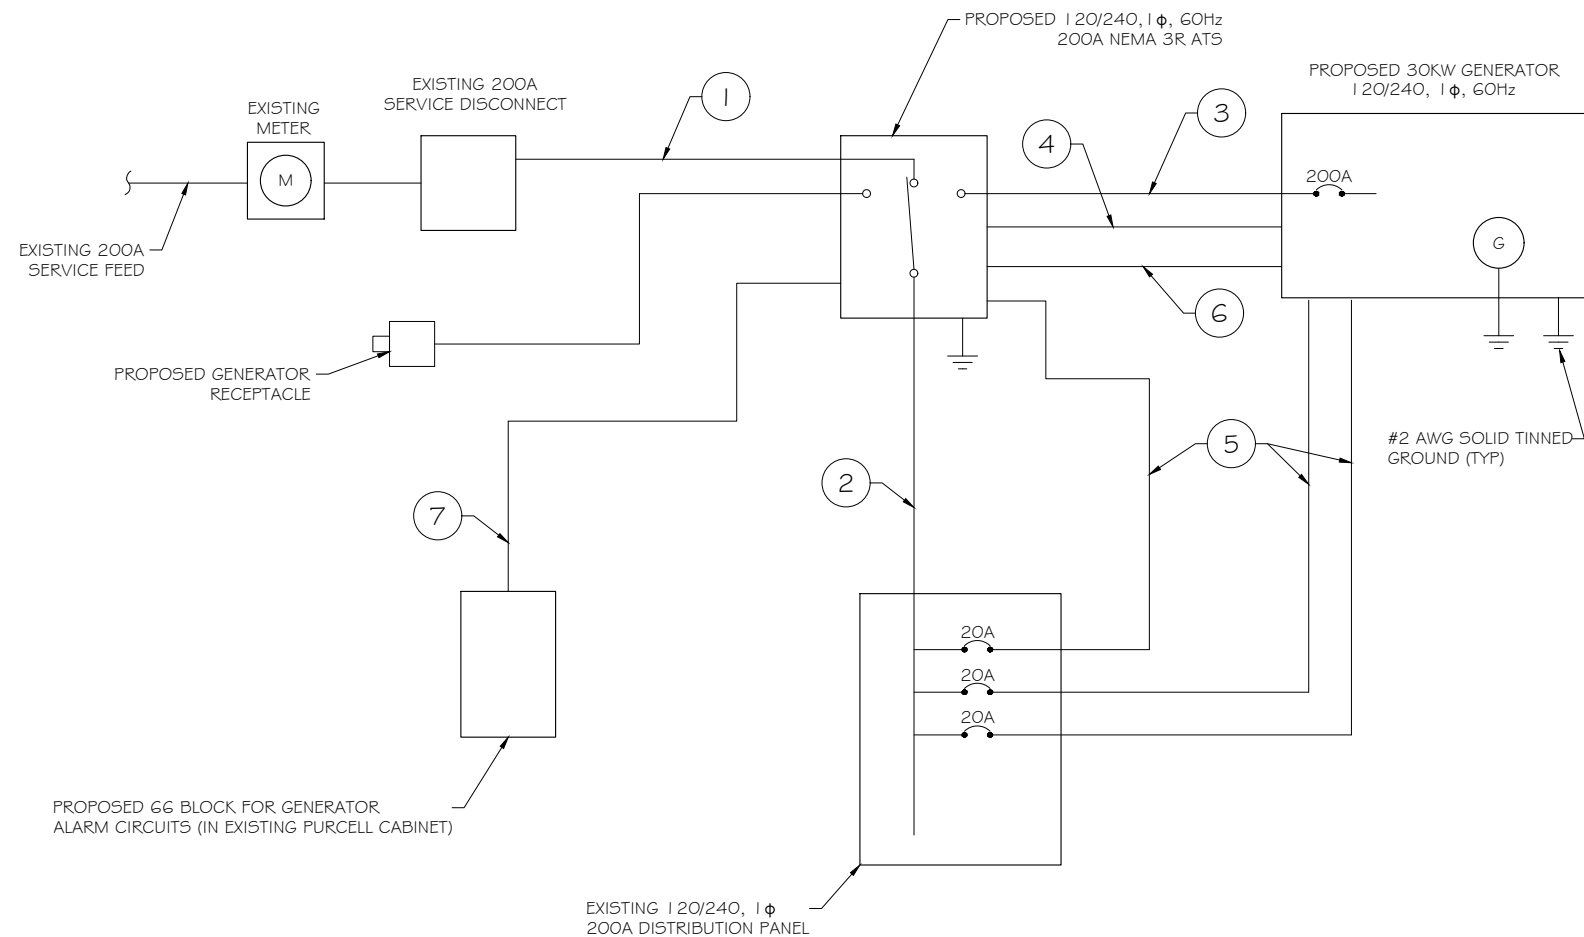 PROPOSED 120/240, 1ϕ, 60Hz
200A NEMA 3R ATS
PROPOSED 30KW GENERATOR
120/240, 1ϕ, 60Hz
EXISTING 200A
SERVICE DISCONNECT
EXISTING
METER
1
3
4
M
200A
EXISTING 200A
SERVICE FEED
G
6
PROPOSED GENERATOR
RECEPTACLE
#2 AWG SOLID TINNED
GROUND (TYP)
5
2
7
20A
20A
20A
PROPOSED 66 BLOCK FOR GENERATOR
ALARM CIRCUITS (IN EXISTING PURCELL CABINET)
EXISTING 120/240, 1ϕ
200A DISTRIBUTION PANEL